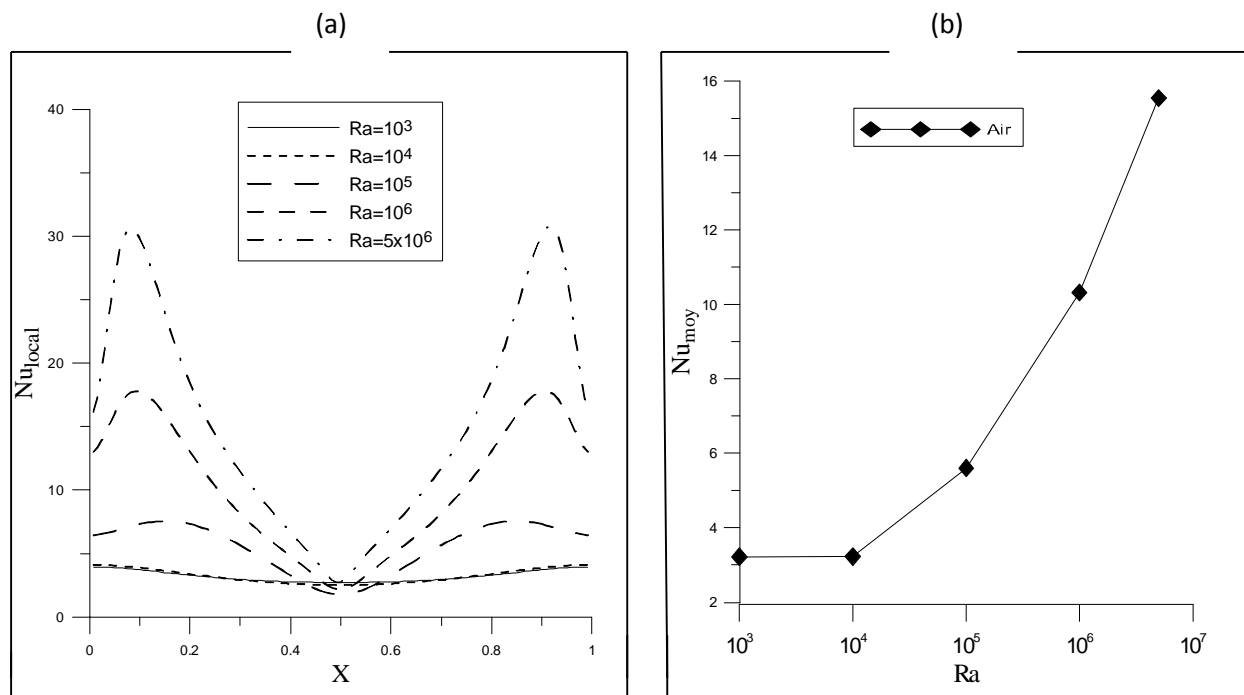 (a)
40
30
20
10
0
Nu_local
0
0.2
0.4
0.6
0.8
1
X
Ra=10³
Ra=10⁴
Ra=10⁵
Ra=10⁶
Ra=5x10⁶
(b)
16
14
12
10
8
6
4
2
Nu_moy
10³
10⁴
10⁵
10⁶
10⁷
Ra
Air